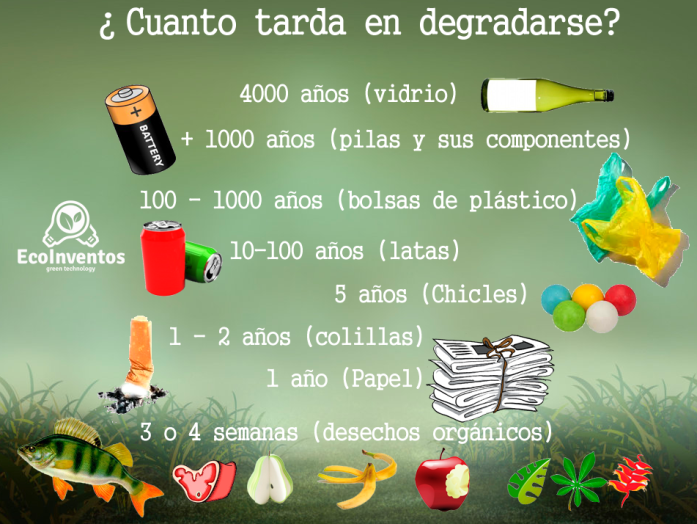 ¿ Cuanto tarda en degradarse?
4000 años (vidrio)
BATTERY
+ 1000 años (pilas y sus componentes)
100 - 1000 años (bolsas de plástico)
EcoInventos
green technology
10-100 años (latas)
5 años (Chicles)
1 - 2 años (colillas)
1 año (Papel)
3 o 4 semanas (desechos orgánicos)